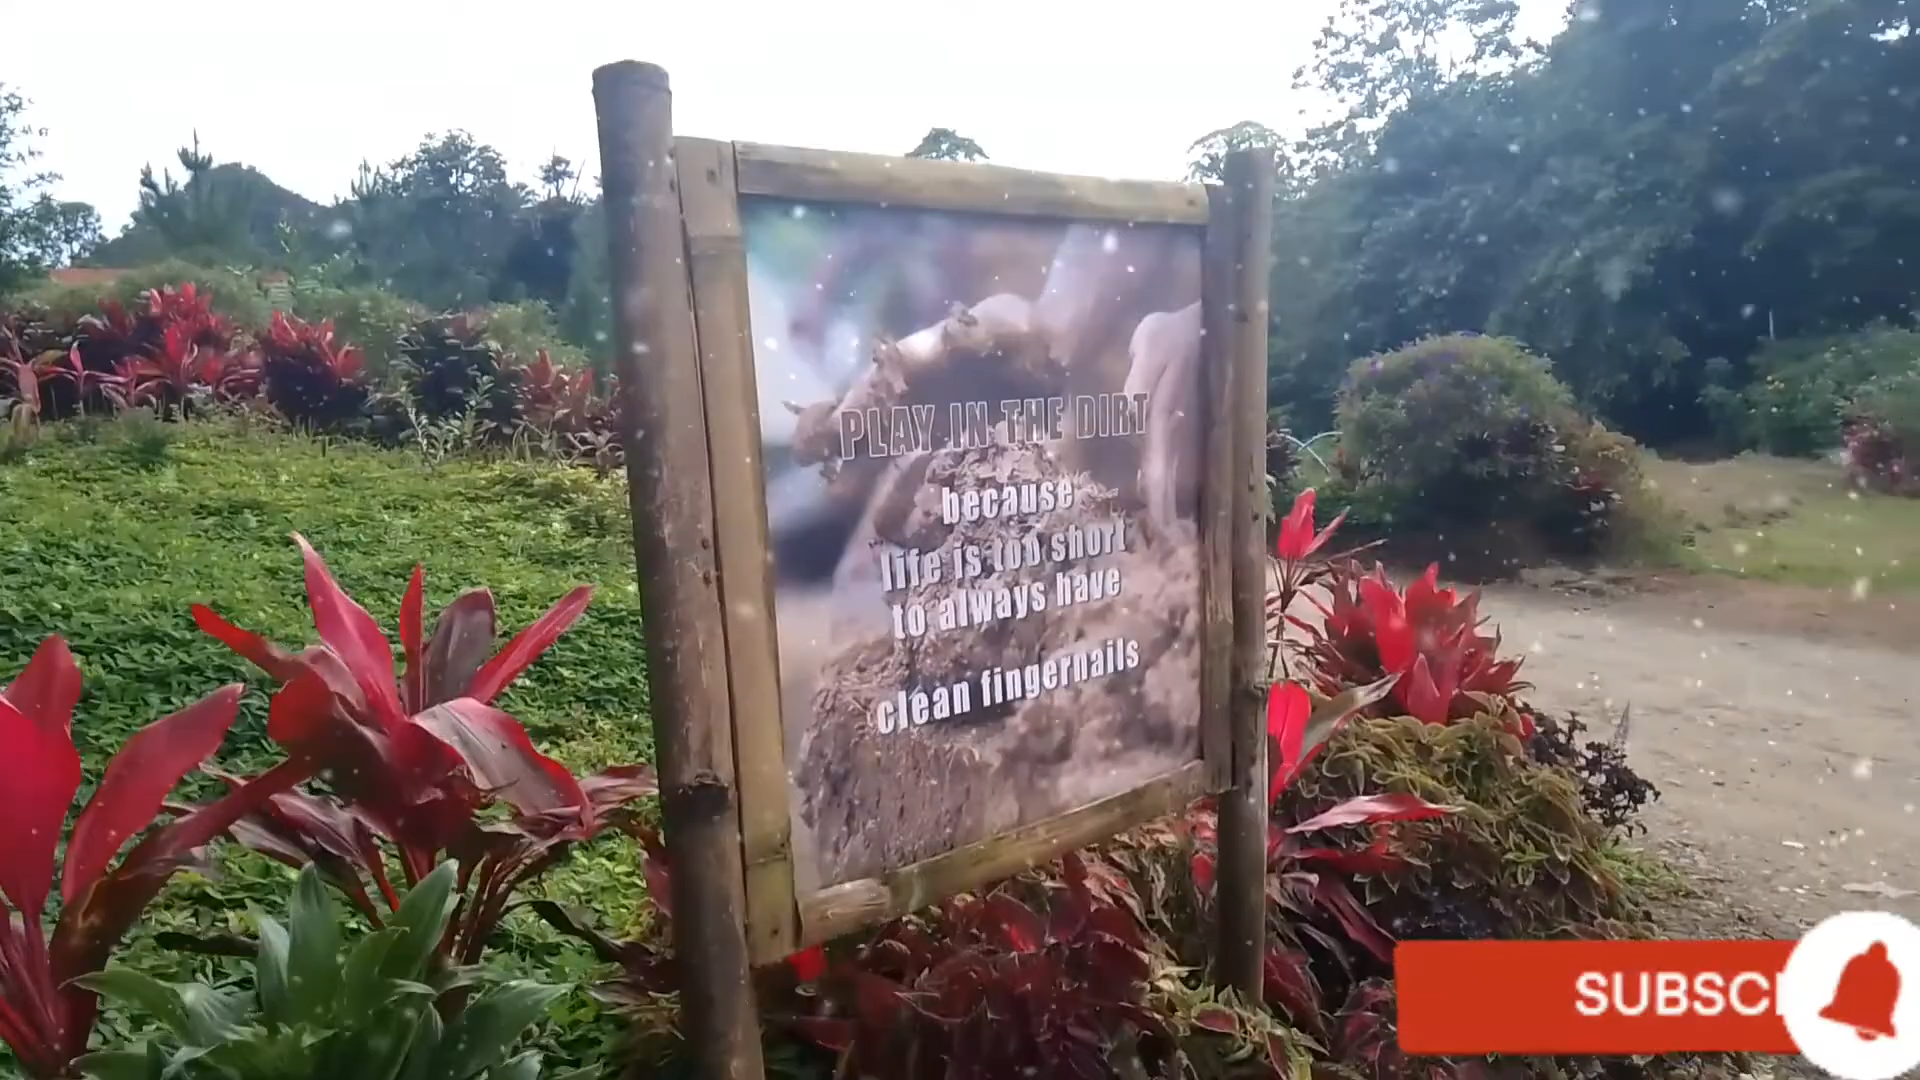 PLAY IN THE DIRT
because
life is too short
to always have
clean fingernails
SUBSC